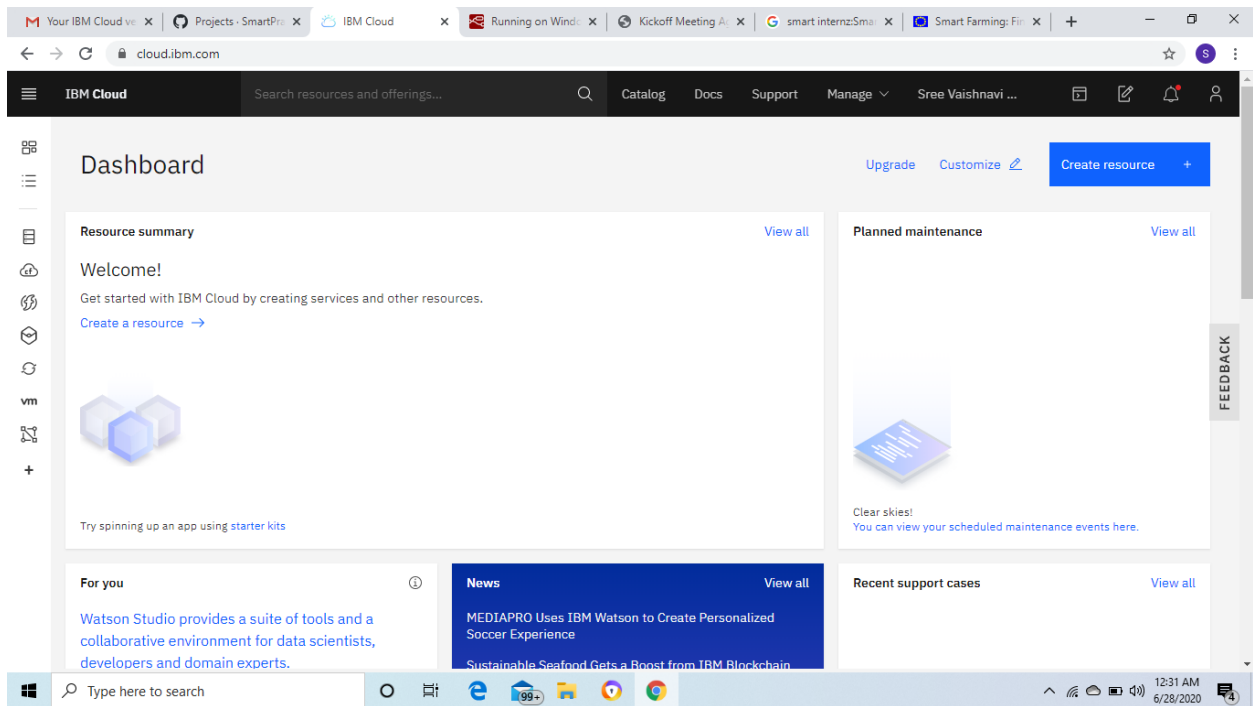 Your IBM Cloud ve
Projects · SmartPra
IBM Cloud
Running on Windo
Kickoff Meeting Ag
smart internz:Smar
Smart Farming: Fin
cloud.ibm.com
S
IBM Cloud
Search resources and offerings...
Catalog
Docs
Support
Manage
Sree Vaishnavi ...
Dashboard
Upgrade
Customize
Create resource +
Resource summary
View all
Welcome!
Get started with IBM Cloud by creating services and other resources.
Create a resource →
Try spinning up an app using starter kits
Planned maintenance
View all
Clear skies!
You can view your scheduled maintenance events here.
cf
vm
+
FEEDBACK
For you
Watson Studio provides a suite of tools and a
collaborative environment for data scientists,
developers and domain experts.
News
View all
MEDIAPRO Uses IBM Watson to Create Personalized
Soccer Experience
Sustainable Seafood Gets a Boost from IBM Blockchain
Recent support cases
View all
Type here to search
99+
12:31 AM
6/28/2020
4